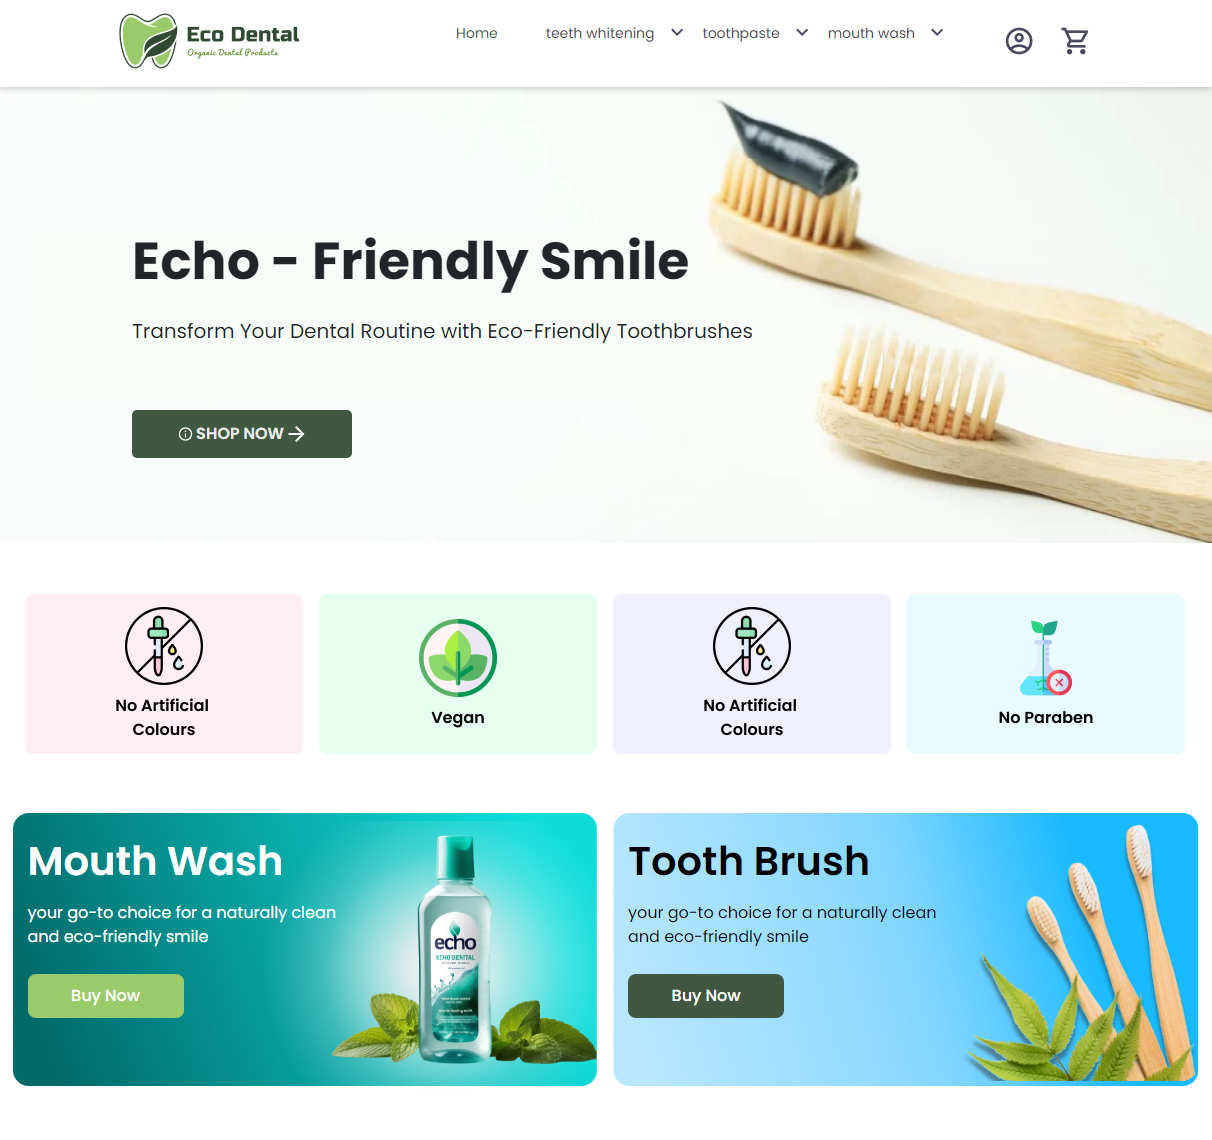 Eco Dental
Organic Dental Products
Home
teeth whitening
toothpaste
mouth wash
Echo - Friendly Smile
Transform Your Dental Routine with Eco-Friendly Toothbrushes
SHOP NOW
No Artificial
Colours
Vegan
No Artificial
Colours
No Paraben
Mouth Wash
your go-to choice for a naturally clean
and eco-friendly smile
Buy Now
echo
ECHO DENTAL
Tooth Brush
your go-to choice for a naturally clean
and eco-friendly smile
Buy Now